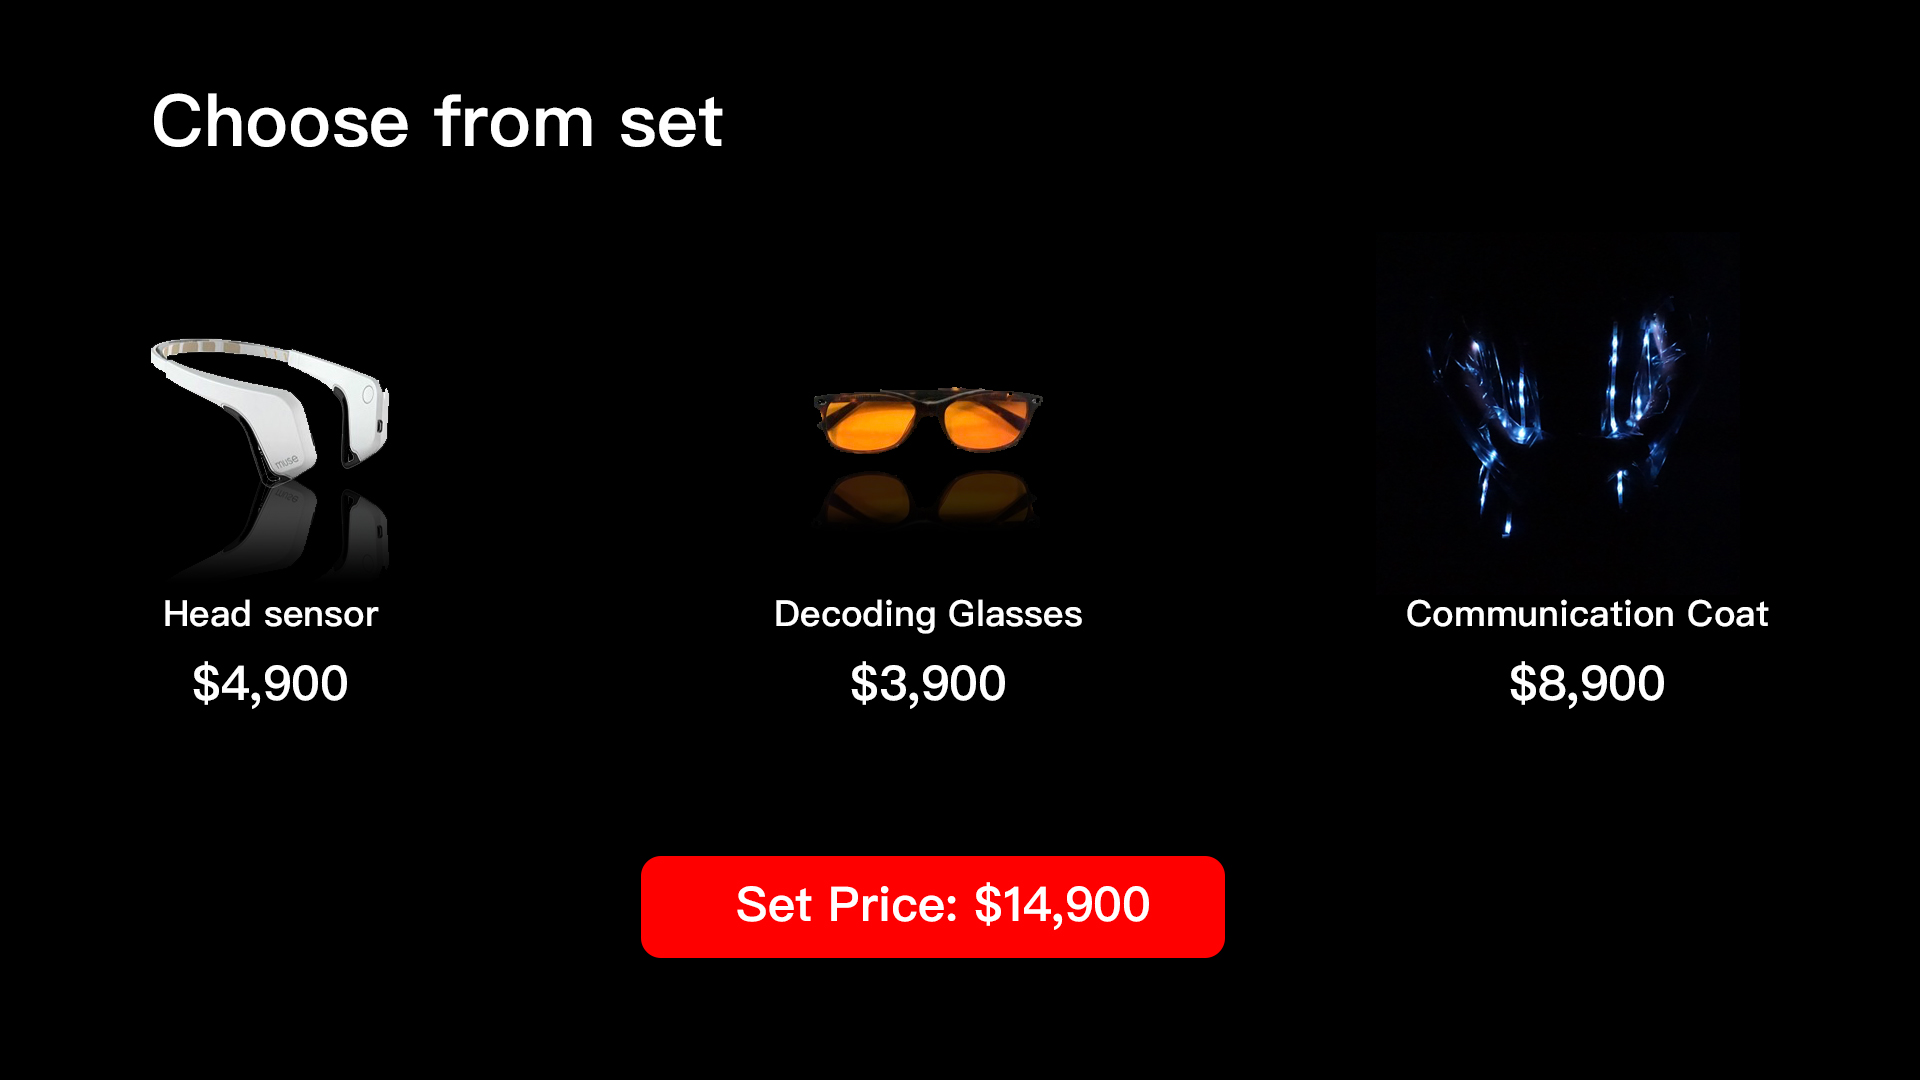 Choose from set
muse
Head sensor
$4,900
Decoding Glasses
$3,900
Communication Coat
$8,900
Set Price: $14,900